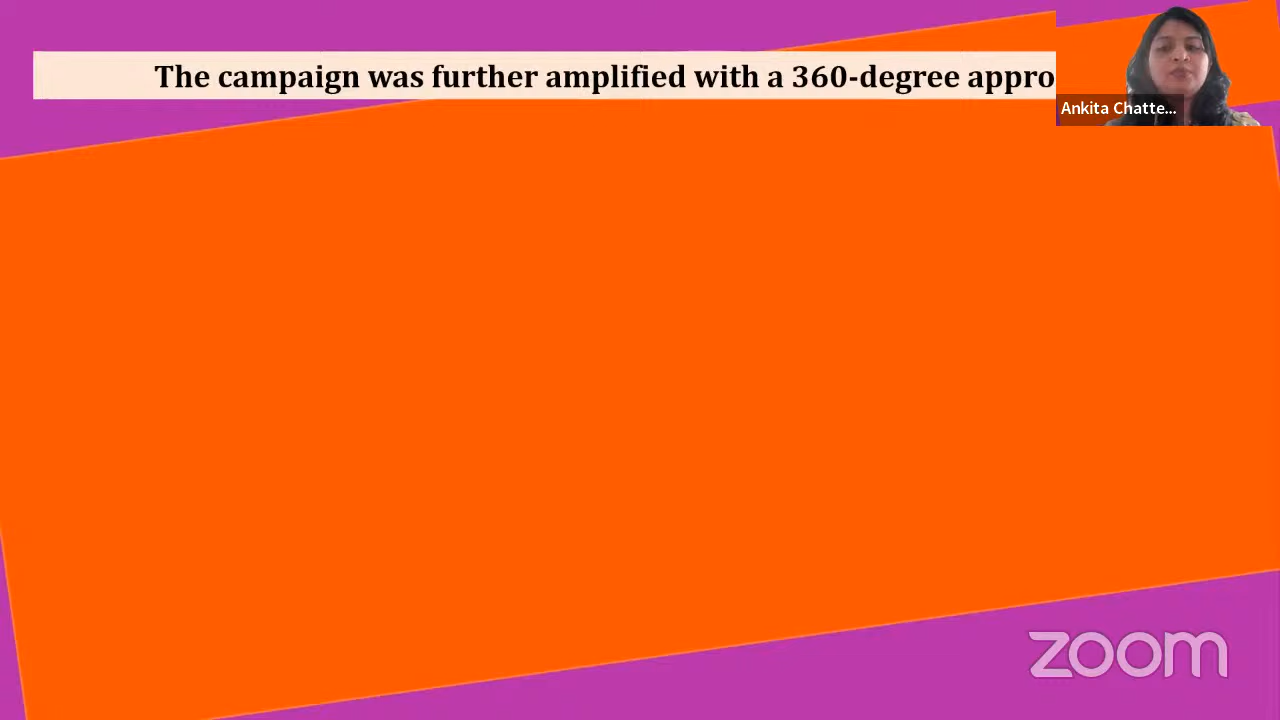 The campaign was further amplified with a 360-degree appro
Ankita Chatte...
zoom